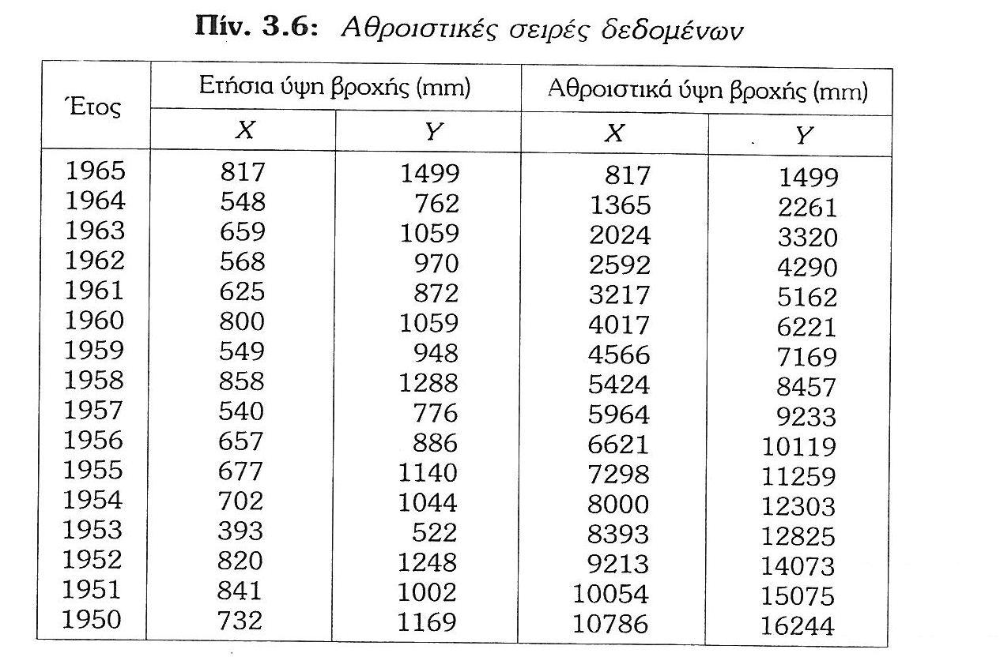 Πίν. 3.6: Αθροιστικές σειρές δεδομένων
Έτος Ετήσια ύψη βροχής (mm) Αθροιστικά ύψη βροχής (mm)
X Y X Y
1965 817 1499 817 1499
1964 548 762 1365 2261
1963 659 1059 2024 3320
1962 568 970 2592 4290
1961 625 872 3217 5162
1960 800 1059 4017 6221
1959 549 948 4566 7169
1958 858 1288 5424 8457
1957 540 776 5964 9233
1956 657 886 6621 10119
1955 677 1140 7298 11259
1954 702 1044 8000 12303
1953 393 522 8393 12825
1952 820 1248 9213 14073
1951 841 1002 10054 15075
1950 732 1169 10786 16244